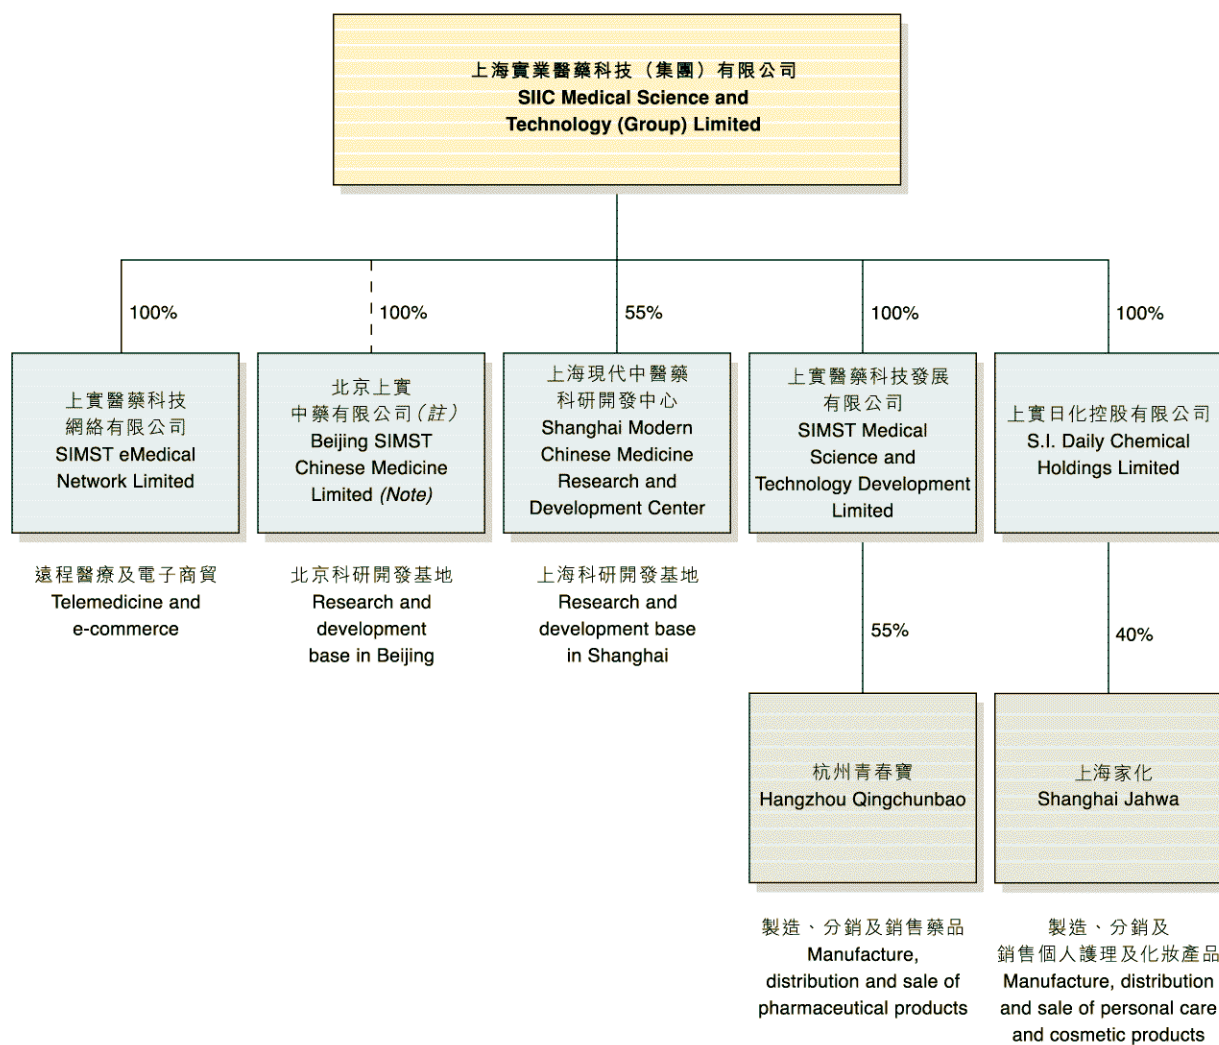 上海實業醫藥科技（集團）有限公司
SIIC Medical Science and
Technology (Group) Limited
100%
100%
55%
100%
100%
上實醫藥科技
網絡有限公司
SIMST eMedical
Network Limited
北京上實
中藥有限公司（註）
Beijing SIMST
Chinese Medicine
Limited (Note)
上海現代中醫藥
科研開發中心
Shanghai Modern
Chinese Medicine
Research and
Development Center
上實醫藥科技發展
有限公司
SIMST Medical
Science and
Technology Development
Limited
上實日化控股有限公司
S.I. Daily Chemical
Holdings Limited
遠程醫療及電子商貿
Telemedicine and
e-commerce
北京科研開發基地
Research and
development
base in Beijing
上海科研開發基地
Research and
development base
in Shanghai
55%
40%
杭州青春寶
Hangzhou Qingchunbao
上海家化
Shanghai Jahwa
製造、分銷及銷售藥品
Manufacture,
distribution and sale of
pharmaceutical products
製造、分銷及
銷售個人護理及化妝產品
Manufacture, distribution
and sale of personal care
and cosmetic products